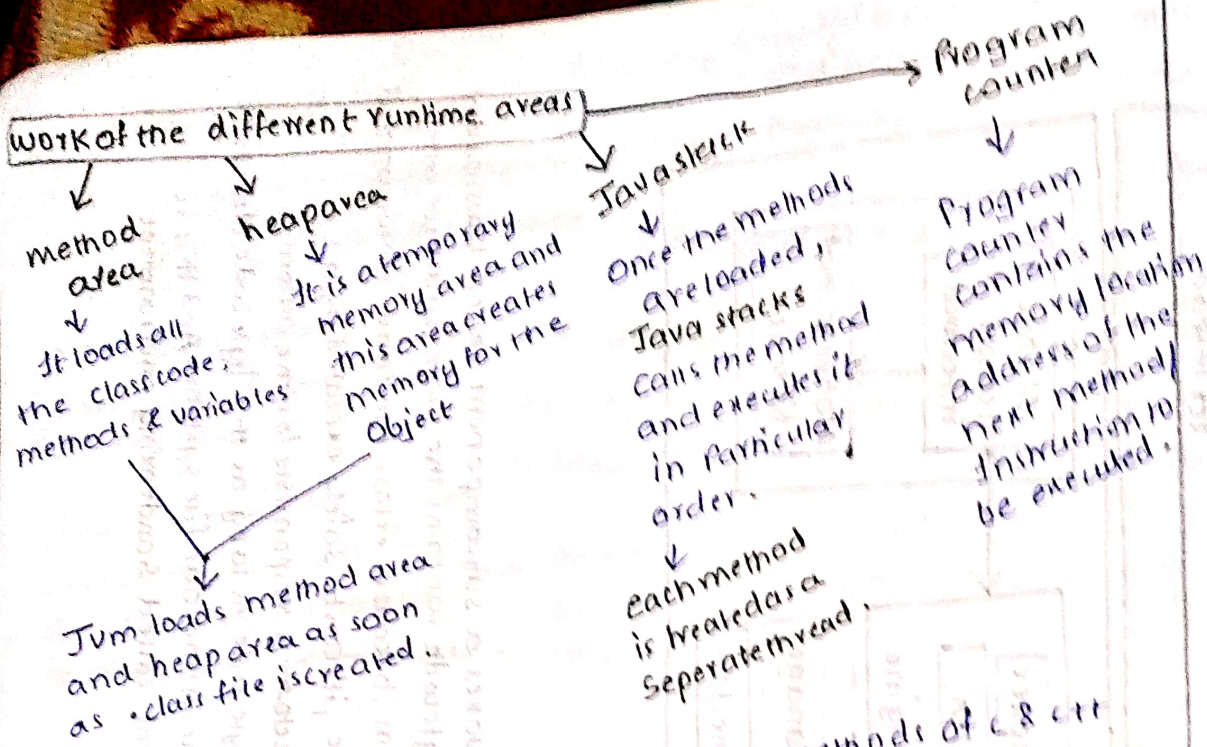 work of the different runtime areas
method
area
It loads all
the class code,
methods & variables
heap area
It is a temporary
memory area and
this area creates
memory for the
object
JVM loads method area
and heap area as soon
as .class file is created.
Java stack
once the methods
are loaded,
Java stacks
calls the method
and executes it
in particular
order.
each method
is treated as a
seperate thread.
Program
counter
Program
counter
contains the
memory location
address of the
next method/
Instruction to
be executed.
of c & c++